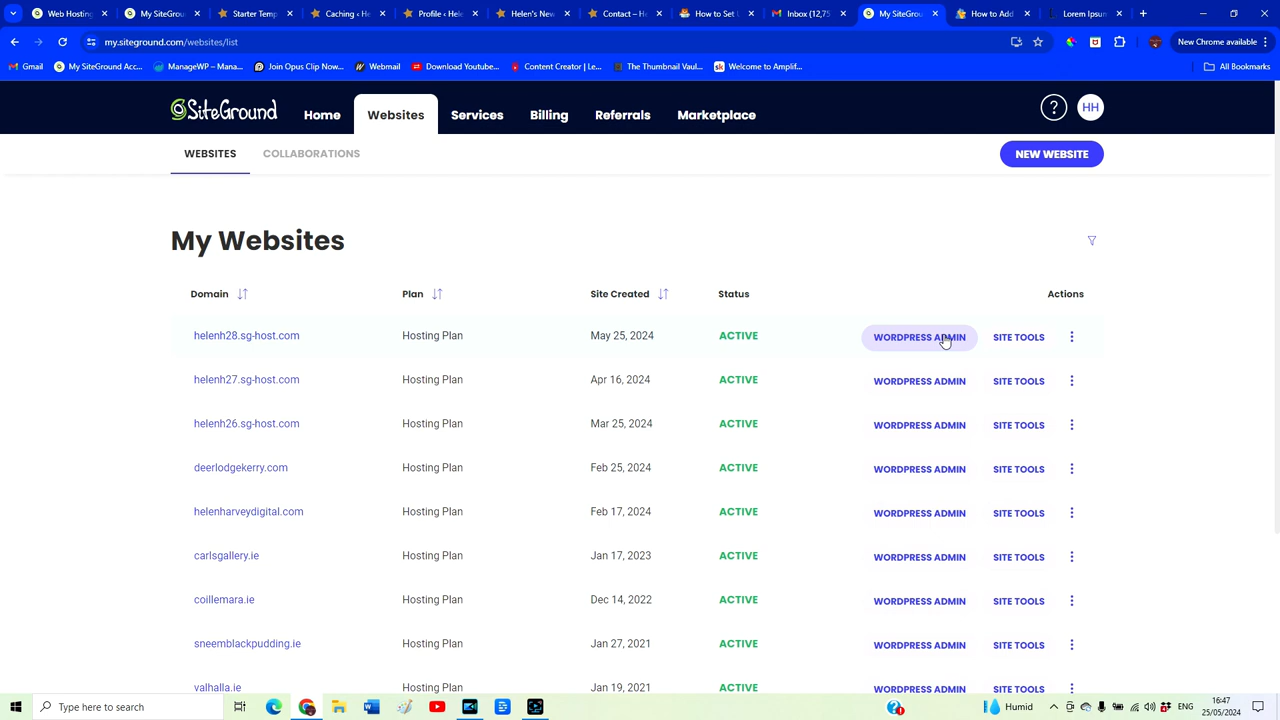 Web Hosting
My SiteGround
Starter Temp
Caching ‹ He
Profile ‹ Hele
Helen's New
Contact – He
How to Set U
Inbox (12,75
My SiteGrou
How to Add
Lorem Ipsum
my.siteground.com/websites/list
New Chrome available
Gmail
My SiteGround Acc...
ManageWP – Mana...
Join Opus Clip Now...
Webmail
Download Youtube...
Content Creator | Le...
The Thumbnail Vaul...
Welcome to Amplif...
All Bookmarks
SiteGround
Home
Websites
Services
Billing
Referrals
Marketplace
?
HH
WEBSITES
COLLABORATIONS
NEW WEBSITE
My Websites
Domain Plan Site Created Status Actions
helenh28.sg-host.com Hosting Plan May 25, 2024 ACTIVE WORDPRESS ADMIN SITE TOOLS
helenh27.sg-host.com Hosting Plan Apr 16, 2024 ACTIVE WORDPRESS ADMIN SITE TOOLS
helenh26.sg-host.com Hosting Plan Mar 25, 2024 ACTIVE WORDPRESS ADMIN SITE TOOLS
deerlodgekerry.com Hosting Plan Feb 25, 2024 ACTIVE WORDPRESS ADMIN SITE TOOLS
helenharveydigital.com Hosting Plan Feb 17, 2024 ACTIVE WORDPRESS ADMIN SITE TOOLS
carlsgallery.ie Hosting Plan Jan 17, 2023 ACTIVE WORDPRESS ADMIN SITE TOOLS
coillemara.ie Hosting Plan Dec 14, 2022 ACTIVE WORDPRESS ADMIN SITE TOOLS
sneemblackpudding.ie Hosting Plan Jan 27, 2021 ACTIVE WORDPRESS ADMIN SITE TOOLS
valhalla.ie Hosting Plan Jan 19, 2021 ACTIVE WORDPRESS ADMIN SITE TOOLS
Type here to search
Humid
ENG
16:47
25/05/2024